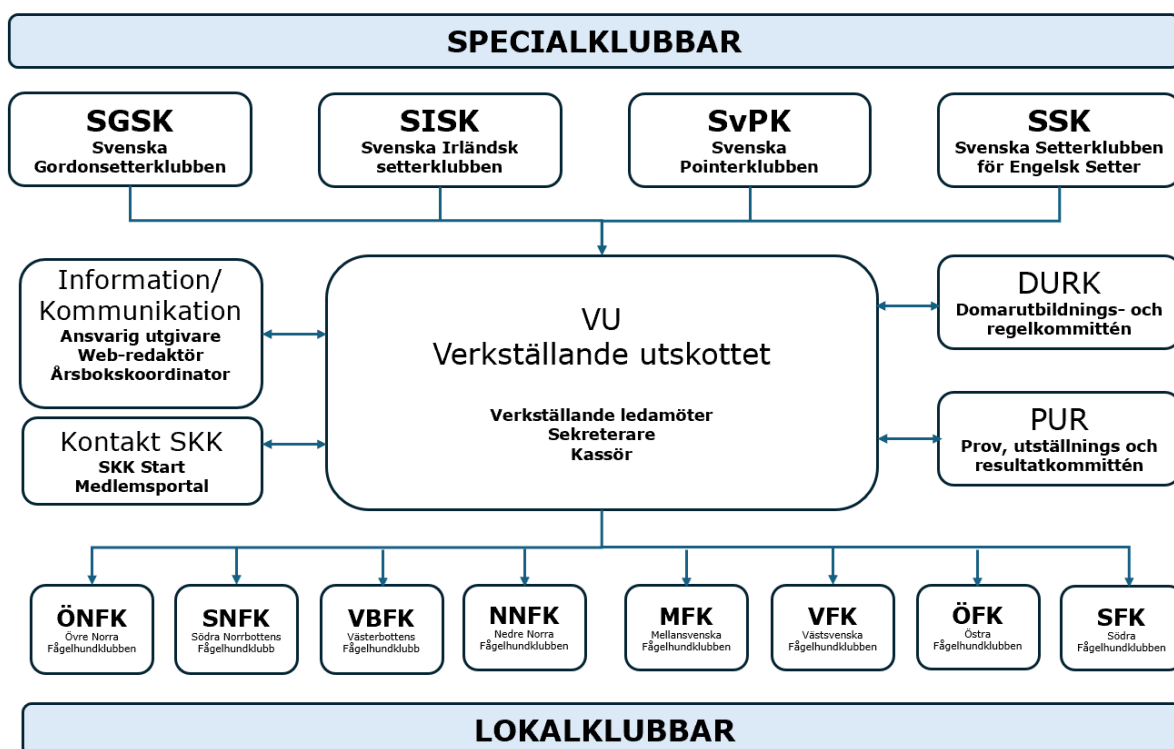 SPECIALKLUBBAR
SGSK
Svenska
Gordonsetterklubben
SISK
Svenska Irländsk
setterklubben
SvPK
Svenska
Pointerklubben
SSK
Svenska Setterklubben
för Engelsk Setter
Information/
Kommunikation
Ansvarig utgivare
Web-redaktör
Årsbokskoordinator
Kontakt SKK
SKK Start
Medlemsportal
VU
Verkställande utskottet
Verkställande ledamöter
Sekreterare
Kassör
DURK
Domarutbildnings- och
regelkommittén
PUR
Prov, utställnings och
resultatkommittén
ÖNFK
Övre Norra
Fågelhundklubben
SNFK
Södra Norrbottens
Fågelhundklubb
VBFK
Västerbottens
Fågelhundklubb
NNFK
Nedre Norra
Fågelhundklubben
MFK
Mellansvenska
Fågelhundklubben
VFK
Västsvenska
Fågelhundklubben
ÖFK
Östra
Fågelhundklubben
SFK
Södra
Fågelhundklubben
LOKALKLUBBAR